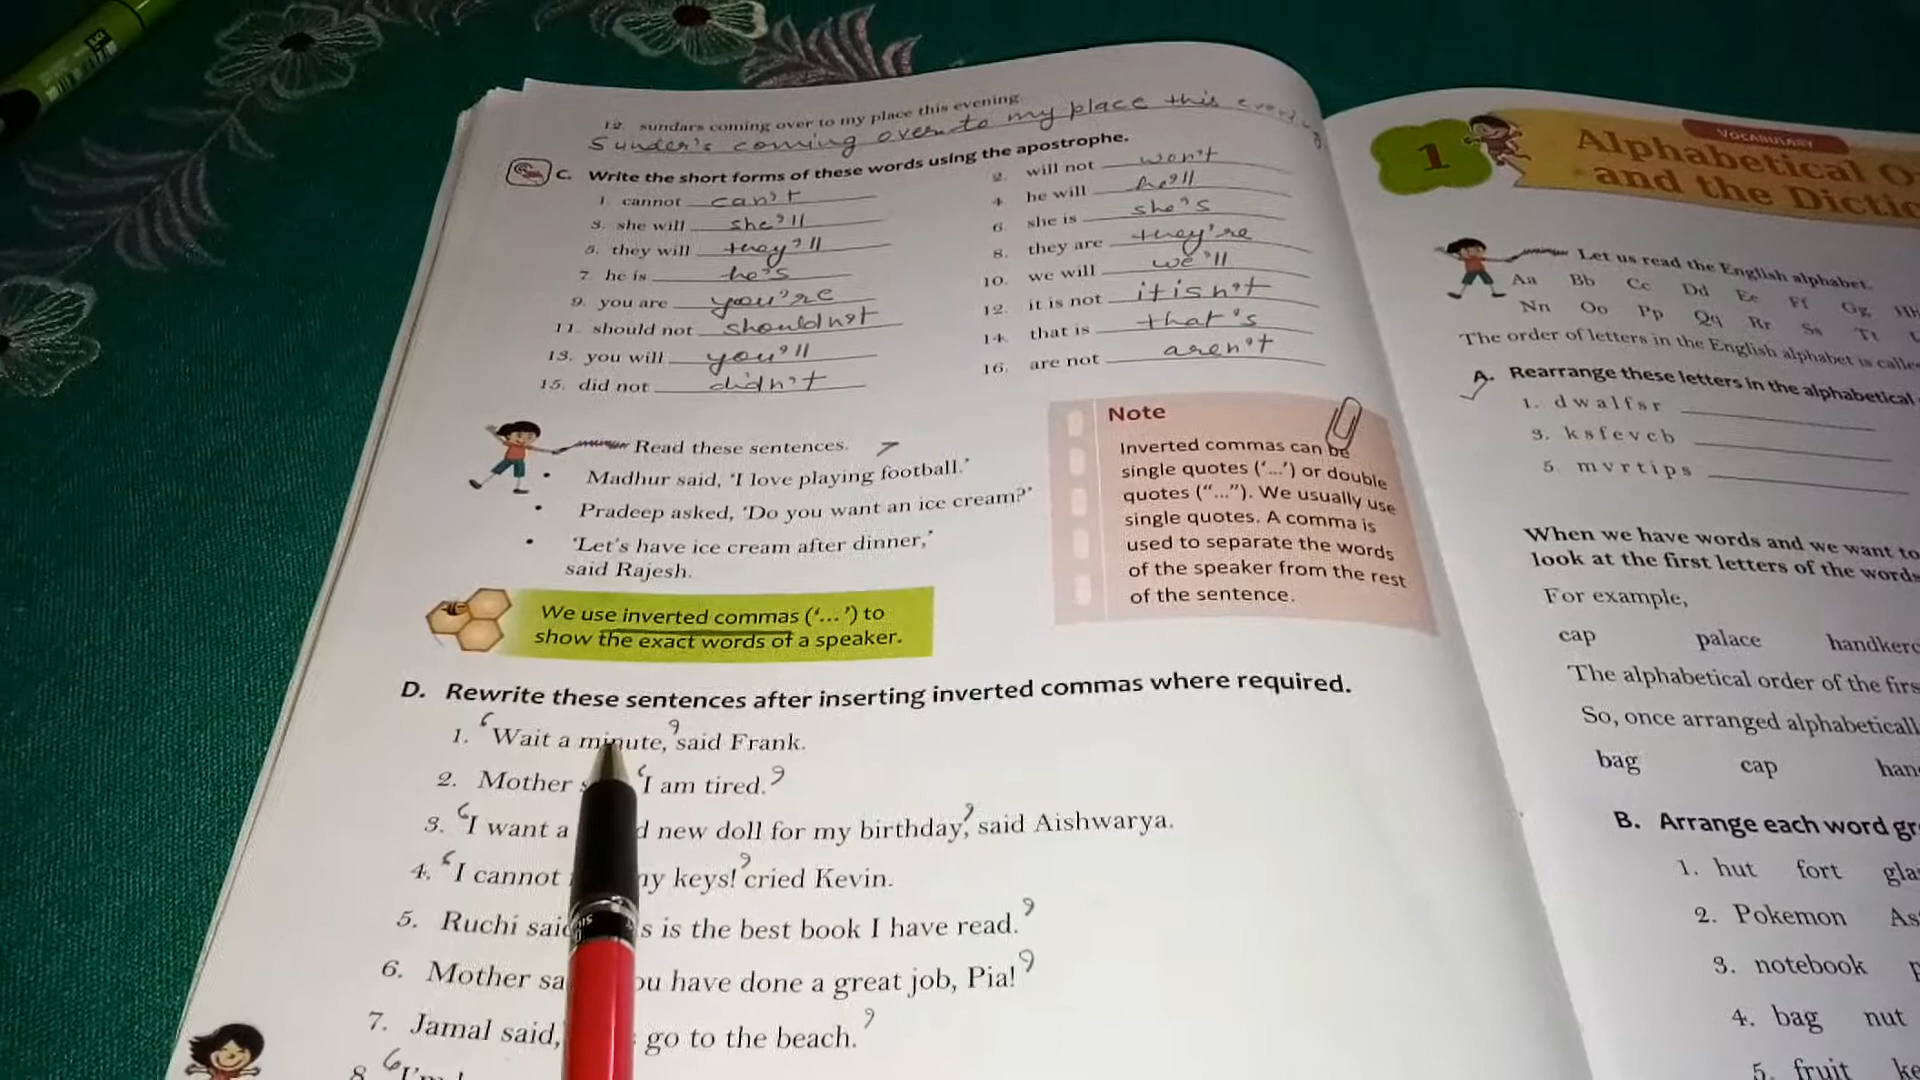 12. sundars coming over to my place this evening
Sunder's coming over to my place this evening
C. Write the short forms of these words using the apostrophe.
1. cannot can't
2. will not won't
3. she will she'll
4. he will he'll
5. they will they'll
6. she is she's
7. he is he's
8. they are they're
9. you are you're
10. we will we'll
11. should not shouldn't
12. it is not it isn't
13. you will you'll
14. that is that's
15. did not didn't
16. are not aren't
Read these sentences.
• Madhur said, 'I love playing football.'
• Pradeep asked, 'Do you want an ice cream?'
• 'Let's have ice cream after dinner,'
said Rajesh.
We use inverted commas ('...') to
show the exact words of a speaker.
Note
Inverted commas can be
single quotes ('...') or double
quotes ("..."). We usually use
single quotes. A comma is
used to separate the words
of the speaker from the rest
of the sentence.
D. Rewrite these sentences after inserting inverted commas where required.
1. 'Wait a minute,' said Frank.
2. Mother 'I am tired.'
3. 'I want a new doll for my birthday,' said Aishwarya.
4. 'I cannot keys!' cried Kevin.
5. Ruchi is the best book I have read.'
6. Mother have done a great job, Pia!'
7. Jamal said, go to the beach.'
8. 'I'm
1
VOCABULARY
Alphabetical
and the
Let us read the English alphabet.
Aa Bb Cc Dd Ee Ff Gg
Nn Oo Pp Qq Rr Ss Tt
The order of letters in the English alphabet is
A. Rearrange these letters in the alphabetical
1. d w a l f s r
3. k s f e v c b
5. m v r t i p s
When we have words and we want to
look at the first letters of the words
For example,
cap palace
The alphabetical order of the
So, once arranged
bag cap
B. Arrange each word
1. hut fort
2. Pokemon
3. notebook
4. bag nut
5. fruit